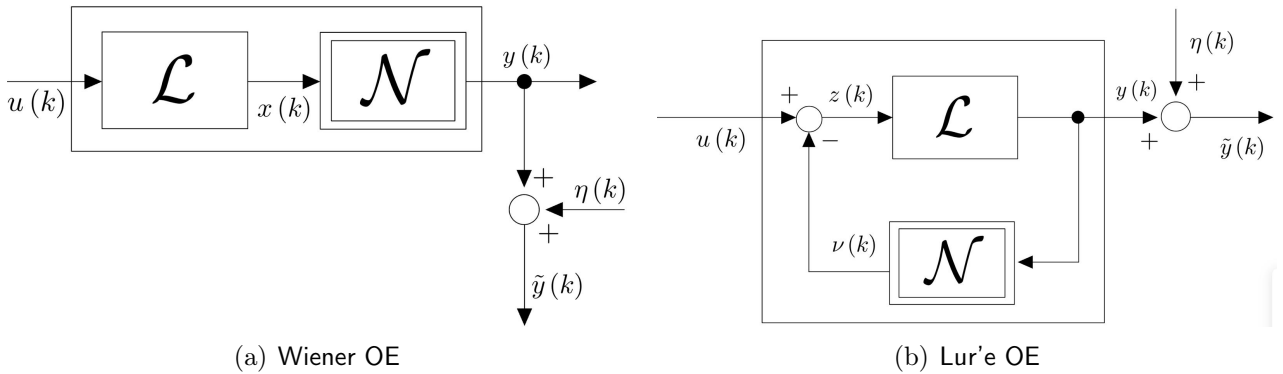 u (k)
ℒ
x (k)
𝒩
y (k)
+
η (k)
+
ỹ (k)
(a) Wiener OE
u (k)
+
−
z (k)
ℒ
y (k)
η (k)
+
+
ỹ (k)
ν (k)
𝒩
(b) Lur'e OE